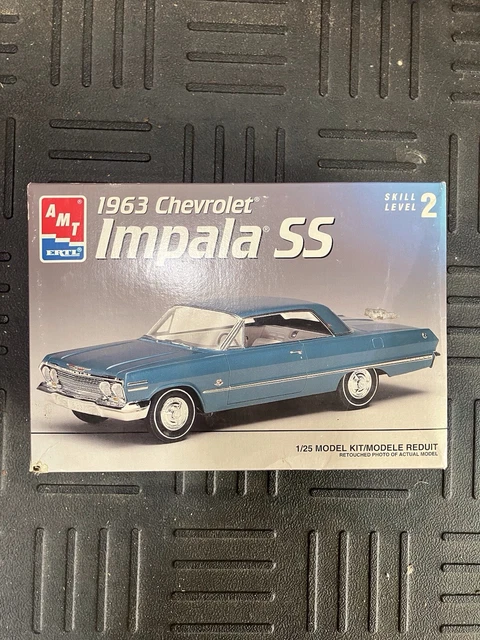 AMT
ERTL
1963 Chevrolet®
Impala® SS
SKILL
LEVEL 2
1/25 MODEL KIT/MODELE REDUIT
RETOUCHED PHOTO OF ACTUAL MODEL